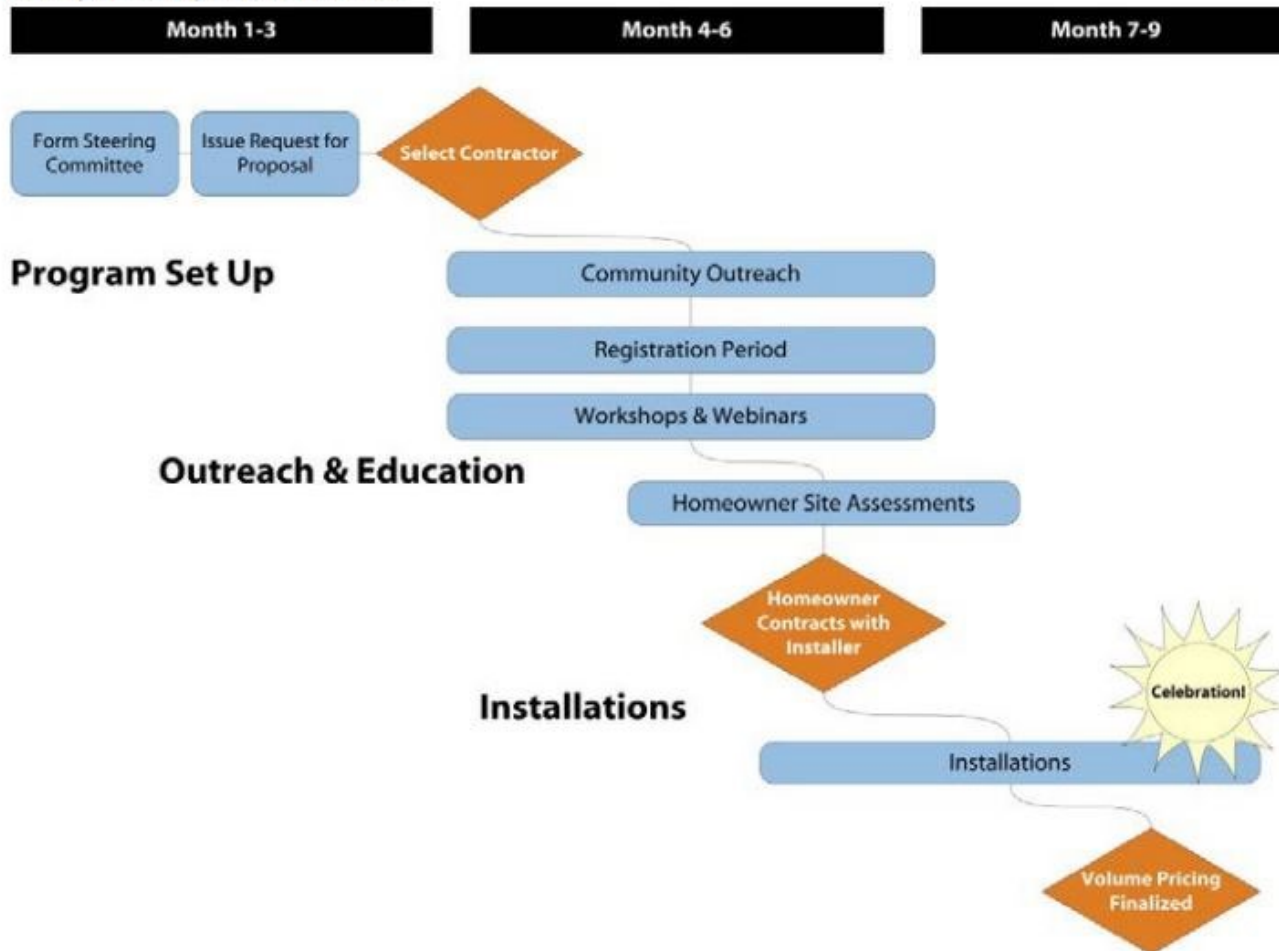 Month 1-3
Month 4-6
Month 7-9
Form Steering
Committee
Issue Request for
Proposal
Select Contractor
Program Set Up
Community Outreach
Registration Period
Workshops & Webinars
Outreach & Education
Homeowner Site Assessments
Homeowner
Contracts with
Installer
Celebration!
Installations
Installations
Volume Pricing
Finalized